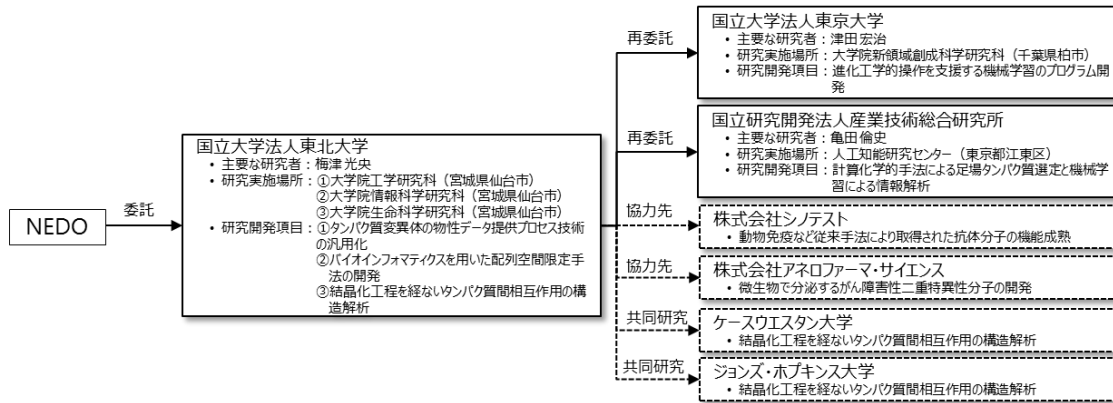 NEDO
委託
国立大学法人東北大学
• 主要な研究者：梅津 光央
• 研究実施場所：①大学院工学研究科（宮城県仙台市）
②大学院情報科学研究科（宮城県仙台市）
③大学院生命科学研究科（宮城県仙台市）
• 研究開発項目：①タンパク質変異体の物性データ提供プロセス技術
の汎用化
②バイオインフォマティクスを用いた配列空間限定
手法の開発
③結晶化工程を経ないタンパク質間相互作用の構
造解析
再委託
国立大学法人東京大学
• 主要な研究者：津田 宏治
• 研究実施場所：大学院新領域創成科学研究科（千葉県柏市）
• 研究開発項目：進化工学的操作を支援する機械学習のプログラム開
発
再委託
国立研究開発法人産業技術総合研究所
• 主要な研究者：亀田 倫史
• 研究実施場所：人工知能研究センター（東京都江東区）
• 研究開発項目：計算化学的手法による足場タンパク質選定と機械学
習による情報解析
協力先
株式会社シノテスト
• 動物免疫など従来手法により取得された抗体分子の機能成熟
協力先
株式会社アネロファーマ・サイエンス
• 微生物で分泌するがん障害性二重特異性分子の開発
共同研究
ケースウエスタン大学
• 結晶化工程を経ないタンパク質間相互作用の構造解析
共同研究
ジョンズ・ホプキンス大学
• 結晶化工程を経ないタンパク質間相互作用の構造解析